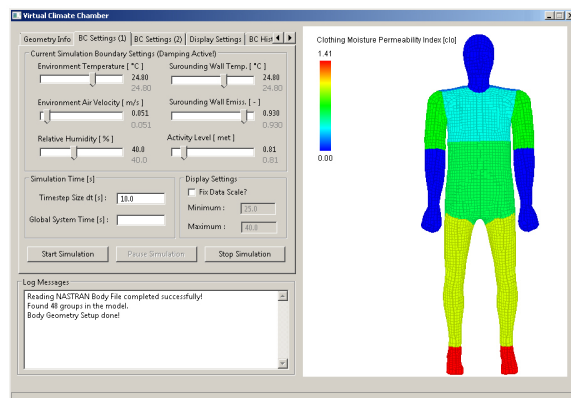 Virtual Climate Chamber
Geometry Info BC Settings (1) BC Settings (2) Display Settings BC Hist
Current Simulation Boundary Settings (Damping Active!)
Environment Temperature [ °C ] Surrounding Wall Temp. [ °C ]
24.80 24.80
24.80 24.80
Environment Air Velocity [ m/s ] Surrounding Wall Emiss. [ - ]
0.051 0.930
0.051 0.930
Relative Humidity [ % ] Activity Level [ met ]
40.0 0.81
40.0 0.81
Simulation Time [s] Display Settings
Fix Data Scale?
Timestep Size dt [s] : 10.0
Minimum : 25.0
Global System Time [s] :
Maximum : 40.0
Start Simulation Pause Simulation Stop Simulation
Log Messages
Reading NASTRAN Body File completed successfully!
Found 48 groups in the model.
Body Geometry Setup done!
Clothing Moisture Permeability Index [clo]
1.41
0.00